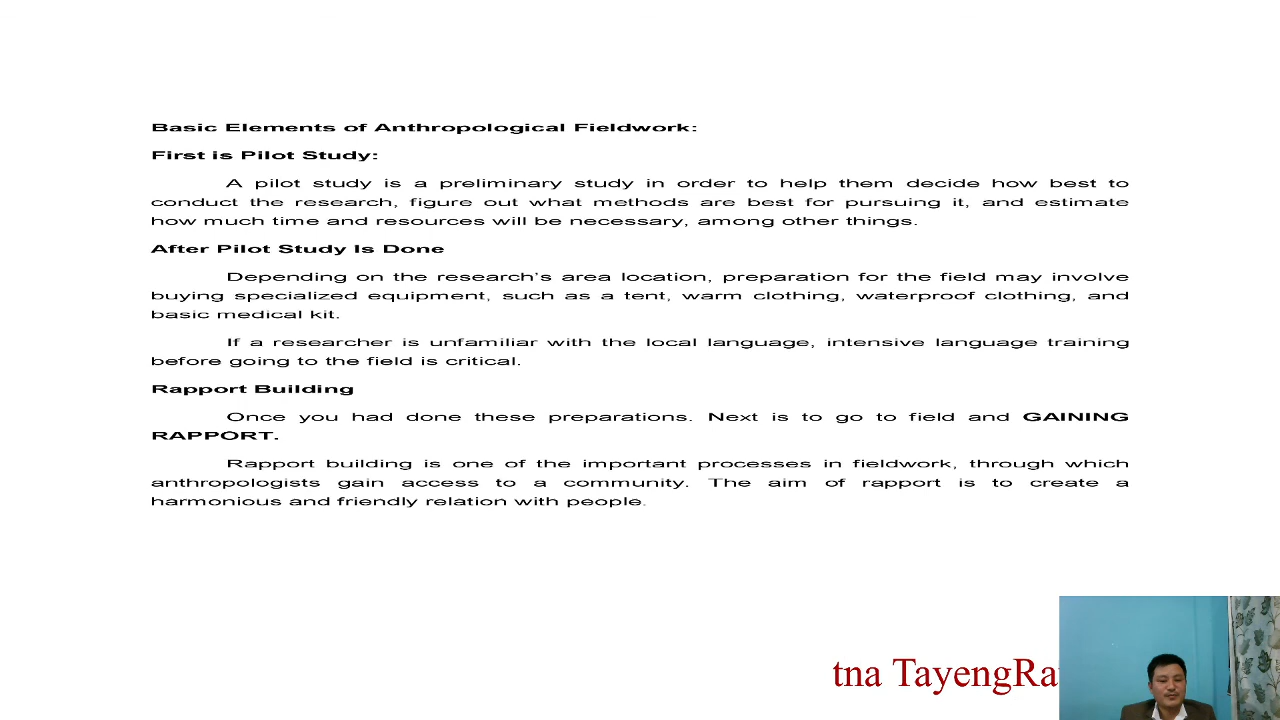 Basic Elements of Anthropological Fieldwork:
First is Pilot Study:
A pilot study is a preliminary study in order to help them decide how best to
conduct the research, figure out what methods are best for pursuing it, and estimate
how much time and resources will be necessary, among other things.
After Pilot Study Is Done
Depending on the research's area location, preparation for the field may involve
buying specialized equipment, such as a tent, warm clothing, waterproof clothing, and
basic medical kit.
If a researcher is unfamiliar with the local language, intensive language training
before going to the field is critical.
Rapport Building
Once you had done these preparations. Next is to go to field and GAINING
RAPPORT.
Rapport building is one of the important processes in fieldwork, through which
anthropologists gain access to a community. The aim of rapport is to create a
harmonious and friendly relation with people.
tna TayengRa